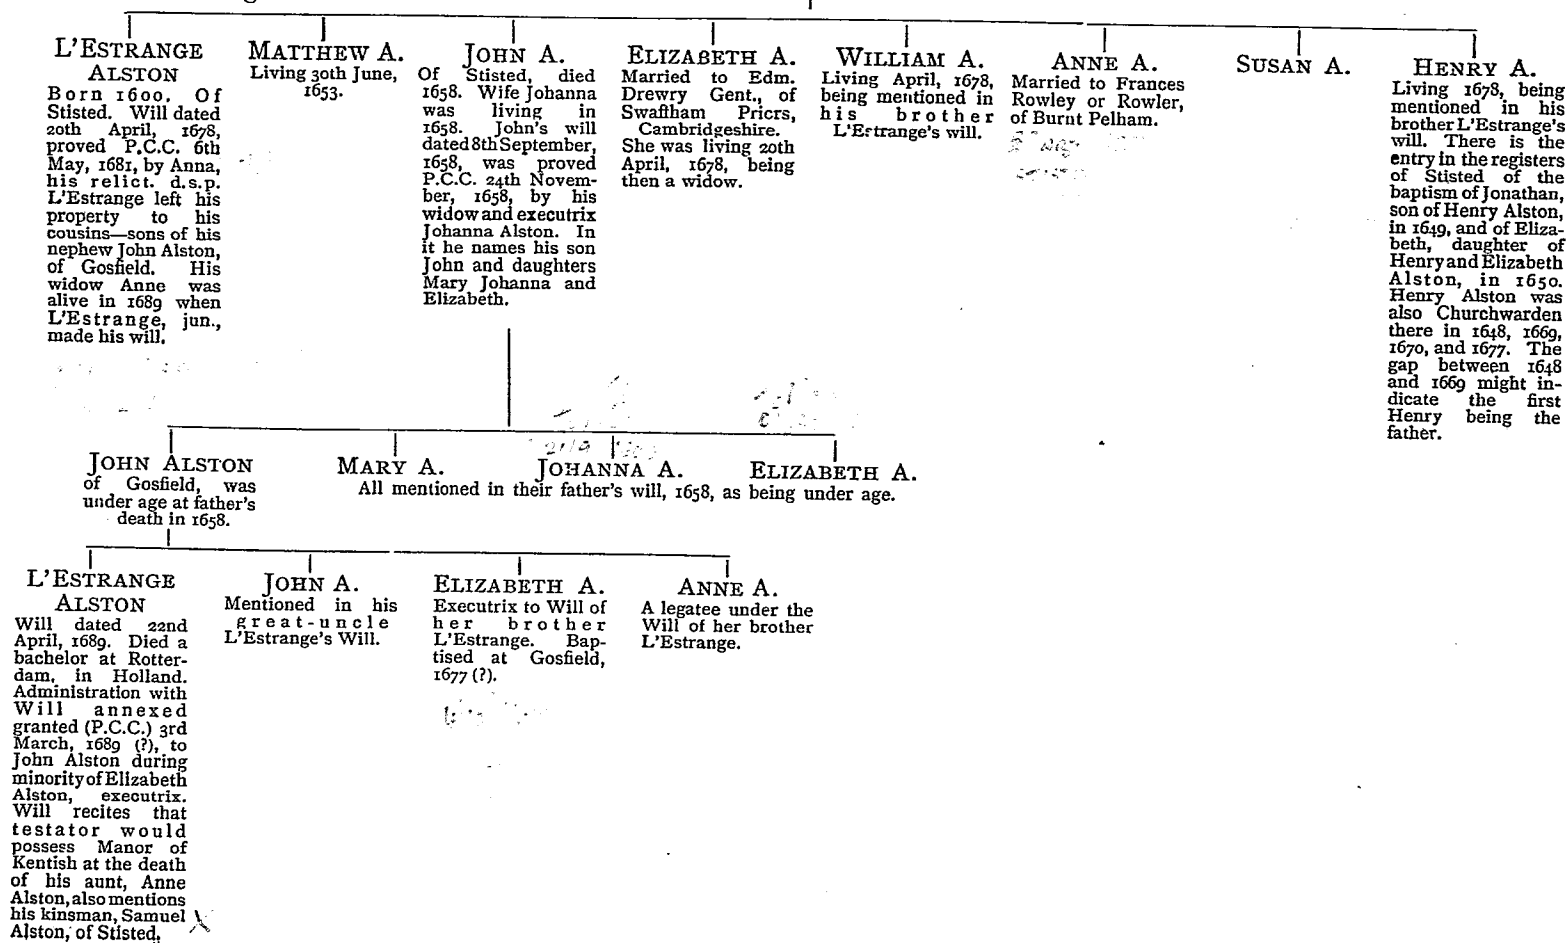 L'ESTRANGE
ALSTON
Born 1600. Of
Stisted. Will dated
20th April, 1678,
proved P.C.C. 6th
May, 1681, by Anna,
his relict. d.s.p.
L'Estrange left his
property to his
cousins—sons of his
nephew John Alston,
of Gosfield. His
widow Anne was
alive in 1689 when
L'Estrange, jun.,
made his will.
MATTHEW A.
Living 30th June,
1653.
JOHN A.
Of Stisted, died
1658. Wife Johanna
was living in
1658. John's will
dated 8th September,
1658, was proved
P.C.C. 24th Novem-
ber, 1658, by his
widow and executrix
Johanna Alston. In
it he names his son
John and daughters
Mary Johanna and
Elizabeth.
ELIZABETH A.
Married to Edm.
Drewry Gent., of
Swaftham Pricrs,
Cambridgeshire.
She was living 20th
April, 1678, being
then a widow.
WILLIAM A.
Living April, 1678,
being mentioned in
his brother
L'Ertrange's will.
ANNE A.
Married to Frances
Rowley or Rowler,
of Burnt Pelham.
SUSAN A.
HENRY A.
Living 1678, being
mentioned in his
brother L'Estrange's
will. There is the
entry in the registers
of Stisted of the
baptism of Jonathan,
son of Henry Alston,
in 1649, and of Eliza-
beth, daughter of
Henry and Elizabeth
Alston, in 1650.
Henry Alston was
also Churchwarden
there in 1648, 1669,
1670, and 1677. The
gap between 1648
and 1669 might in-
dicate the first
Henry being the
father.
JOHN ALSTON
of Gosfield, was
under age at father's
death in 1658.
MARY A.
JOHANNA A.
ELIZABETH A.
All mentioned in their father's will, 1658, as being under age.
L'ESTRANGE
ALSTON
Will dated 22nd
April, 1689. Died a
bachelor at Rotter-
dam, in Holland.
Administration with
Will annexed
granted (P.C.C.) 3rd
March, 1689 (?), to
John Alston during
minority of Elizabeth
Alston, executrix.
Will recites that
testator would
possess Manor of
Kentish at the death
of his aunt, Anne
Alston, also mentions
his kinsman, Samuel
Alston, of Stisted.
JOHN A.
Mentioned in his
great-uncle
L'Estrange's Will.
ELIZABETH A.
Executrix to Will of
her brother
L'Estrange. Bap-
tised at Gosfield,
1677 (?).
ANNE A.
A legatee under the
Will of her brother
L'Estrange.